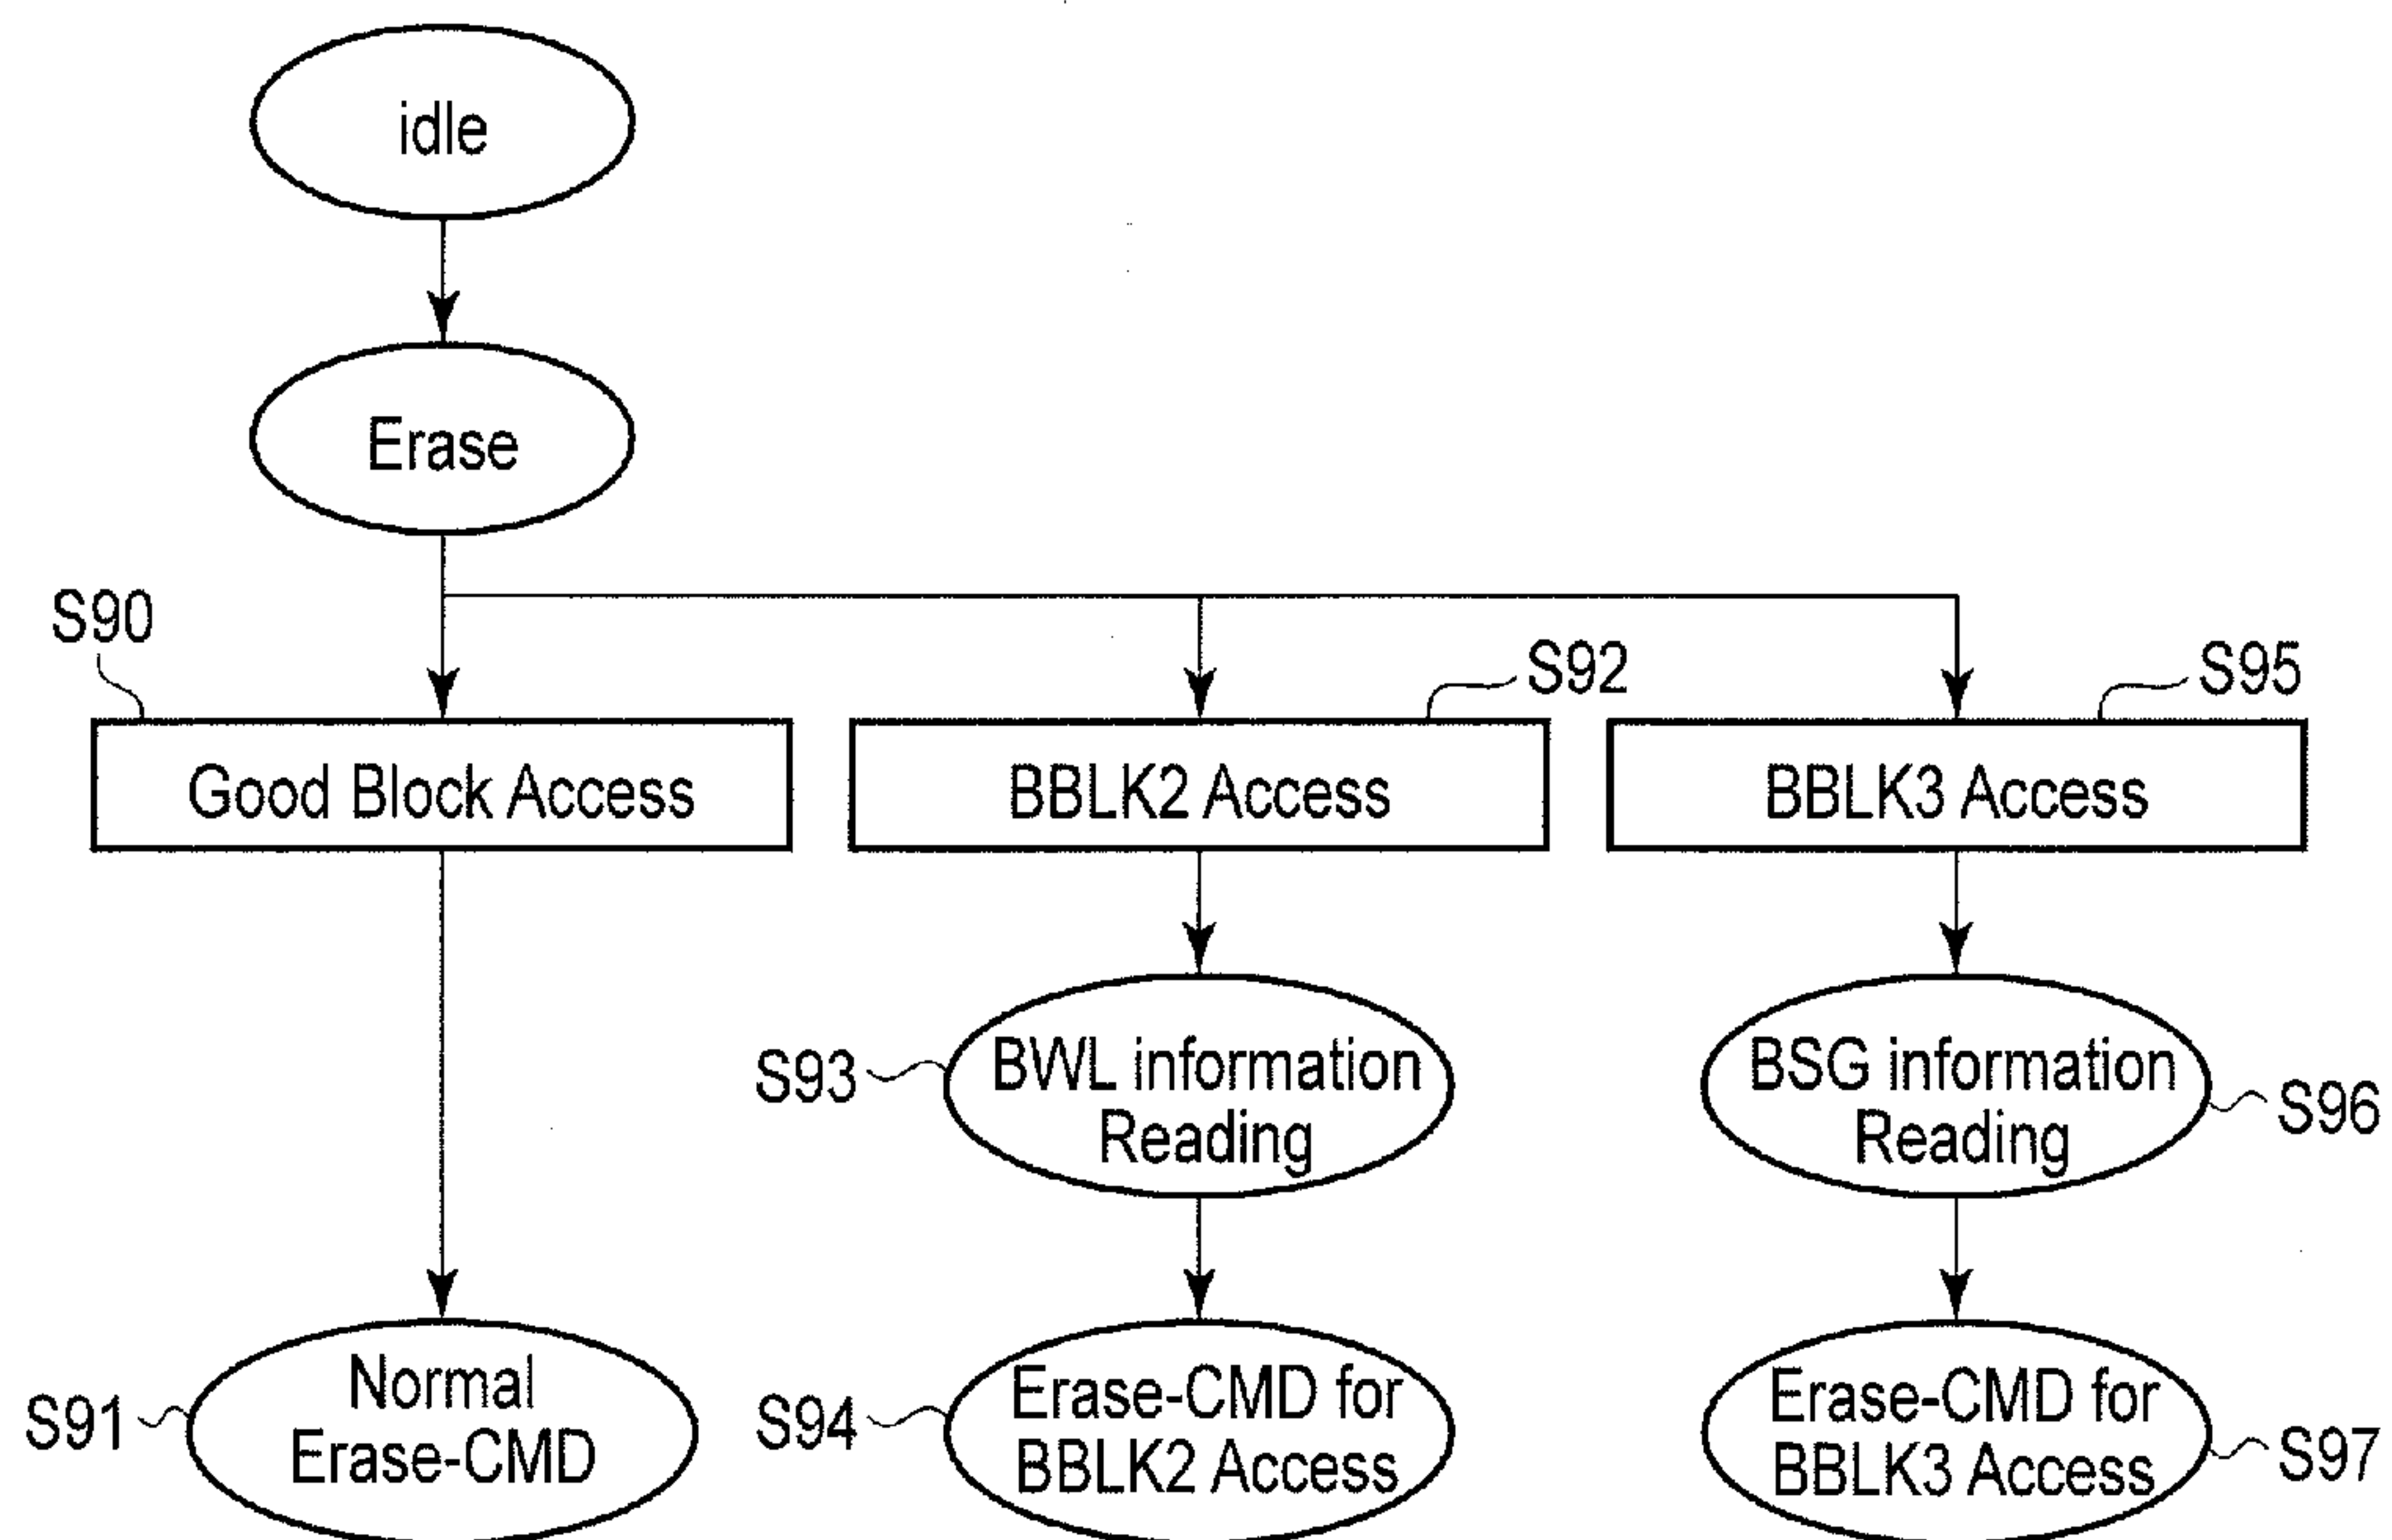 idle
Erase
S90
S92
S95
Good Block Access
BBLK2 Access
BBLK3 Access
S93
BWL information
Reading
BSG information
Reading
S96
S91
Normal
Erase-CMD
S94
Erase-CMD for
BBLK2 Access
Erase-CMD for
BBLK3 Access
S97